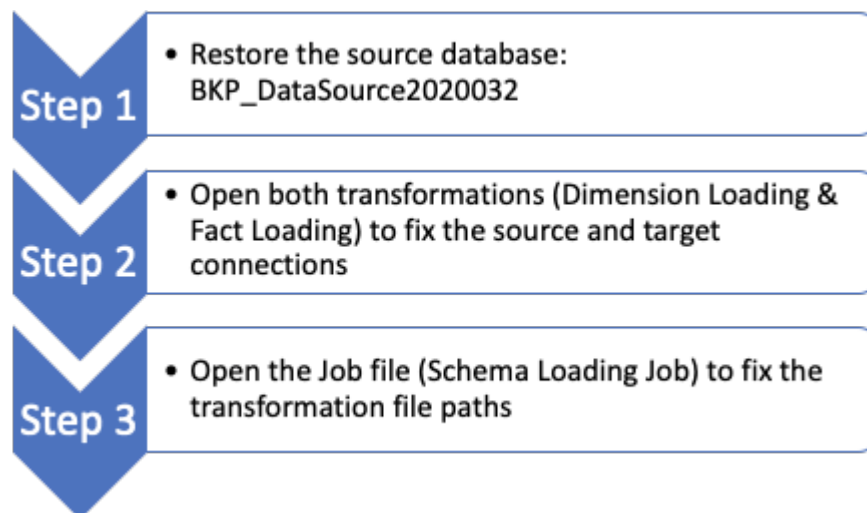 Step 1
• Restore the source database:
BKP_DataSource2020032
Step 2
• Open both transformations (Dimension Loading &
Fact Loading) to fix the source and target
connections
Step 3
• Open the Job file (Schema Loading Job) to fix the
transformation file paths